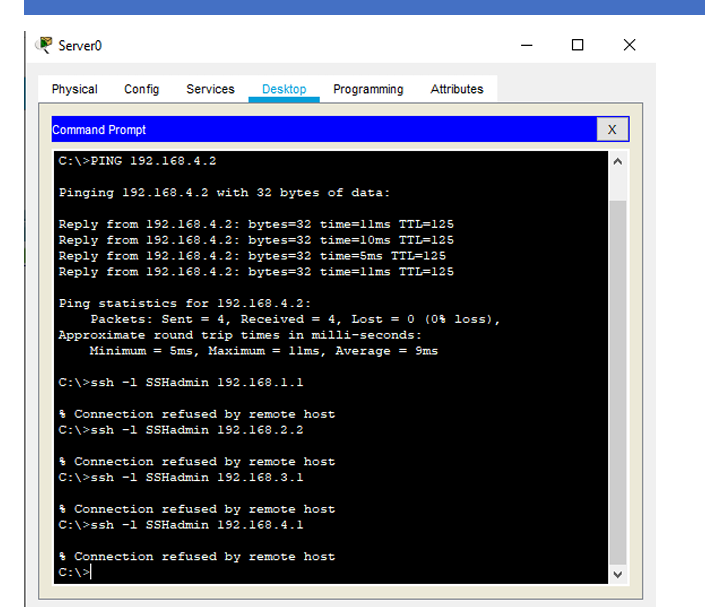 Server0
Physical Config Services Desktop Programming Attributes
Command Prompt
X
C:\>PING 192.168.4.2
Pinging 192.168.4.2 with 32 bytes of data:
Reply from 192.168.4.2: bytes=32 time=11ms TTL=125
Reply from 192.168.4.2: bytes=32 time=10ms TTL=125
Reply from 192.168.4.2: bytes=32 time=5ms TTL=125
Reply from 192.168.4.2: bytes=32 time=11ms TTL=125
Ping statistics for 192.168.4.2:
Packets: Sent = 4, Received = 4, Lost = 0 (0% loss),
Approximate round trip times in milli-seconds:
Minimum = 5ms, Maximum = 11ms, Average = 9ms
C:\>ssh -l SSHadmin 192.168.1.1
% Connection refused by remote host
C:\>ssh -l SSHadmin 192.168.2.2
% Connection refused by remote host
C:\>ssh -l SSHadmin 192.168.3.1
% Connection refused by remote host
C:\>ssh -l SSHadmin 192.168.4.1
% Connection refused by remote host
C:\>